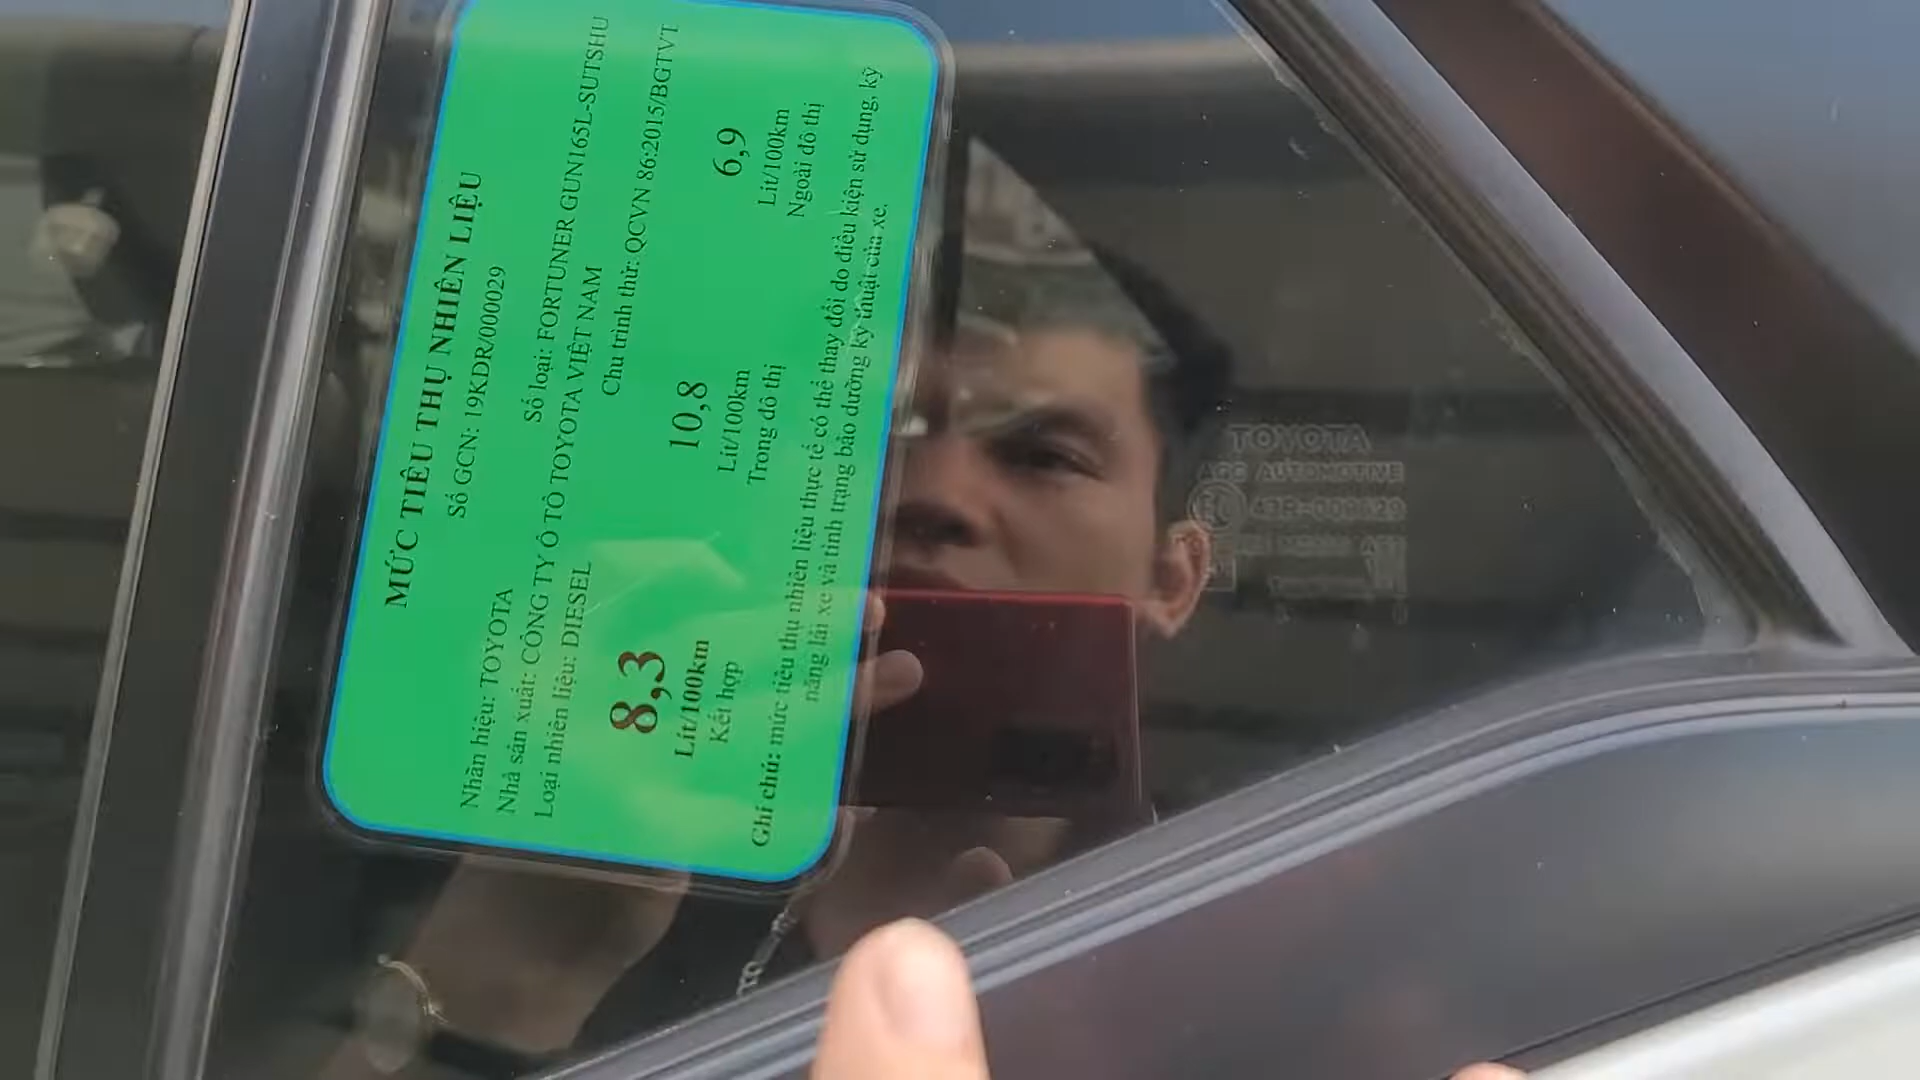 MỨC TIÊU THỤ NHIÊN LIỆU
Số GCN: 19KDR/000029
Nhãn hiệu: TOYOTA
Số loại: FORTUNER GUN165L-SUTSHU
Nhà sản xuất: CÔNG TY Ô TÔ TOYOTA VIỆT NAM
Loại nhiên liệu: DIESEL
Chu trình thử: QCVN 86:2015/BGTVT
8,3
10,8
6,9
Lít/100km
Lít/100km
Lít/100km
Kết hợp
Trong đô thị
Ngoài đô thị
Ghi chú: mức tiêu thụ nhiên liệu thực tế có thể thay đổi do điều kiện sử dụng, kỹ
năng lái xe và tình trạng bảo dưỡng kỹ thuật của xe.
TOYOTA
AGC AUTOMOTIVE